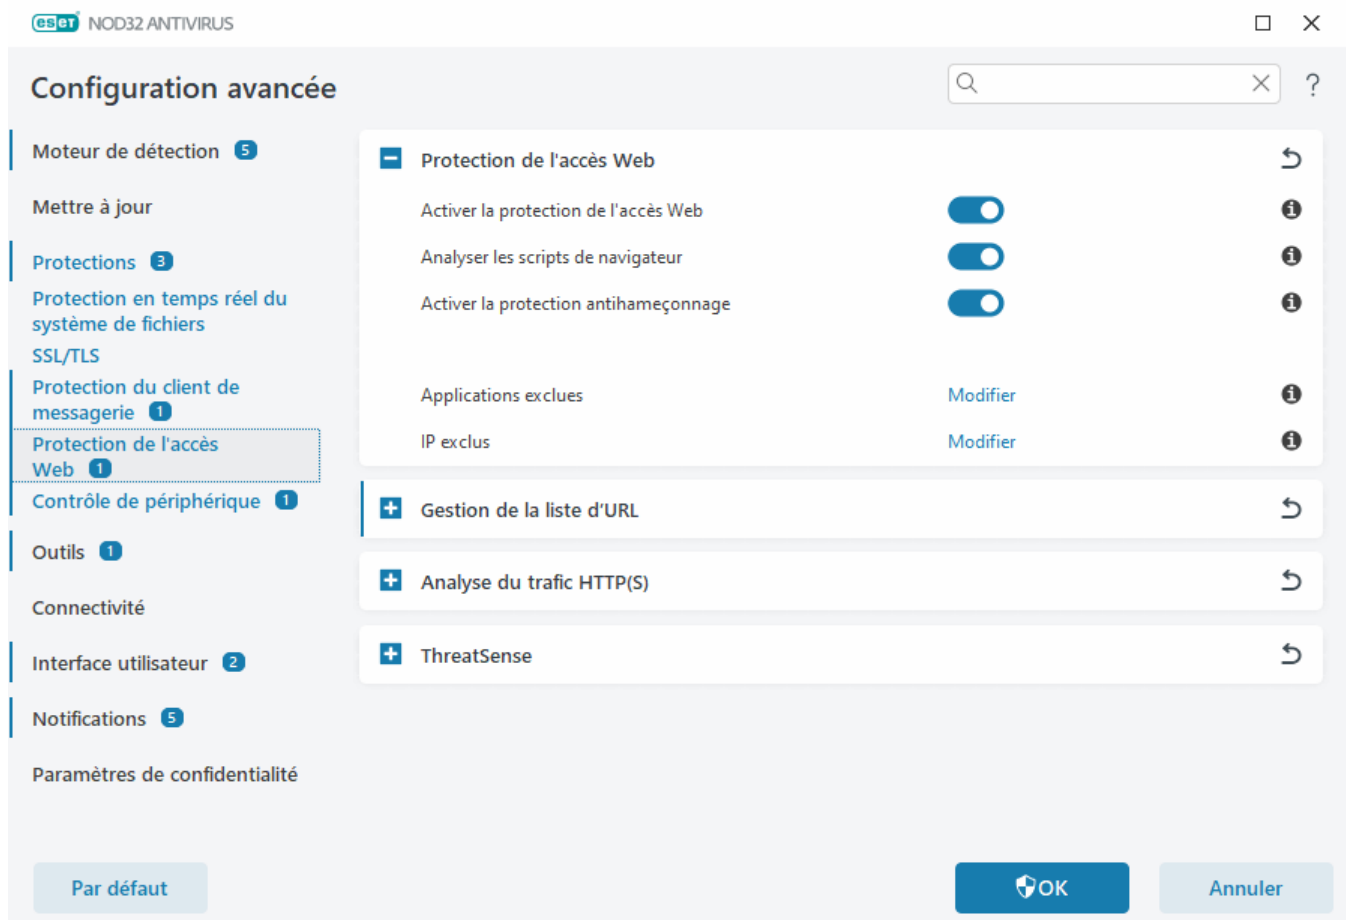 eset NOD32 ANTIVIRUS
Configuration avancée
?
Moteur de détection 5
Mettre à jour
Protections 3
Protection en temps réel du
système de fichiers
SSL/TLS
Protection du client de
messagerie 1
Protection de l'accès
Web 1
Contrôle de périphérique 1
Outils 1
Connectivité
Interface utilisateur 2
Notifications 5
Paramètres de confidentialité
Protection de l'accès Web
Activer la protection de l'accès Web
Analyser les scripts de navigateur
Activer la protection antihameçonnage
Applications exclues Modifier
IP exclus Modifier
Gestion de la liste d'URL
Analyse du trafic HTTP(S)
ThreatSense
Par défaut
OK
Annuler